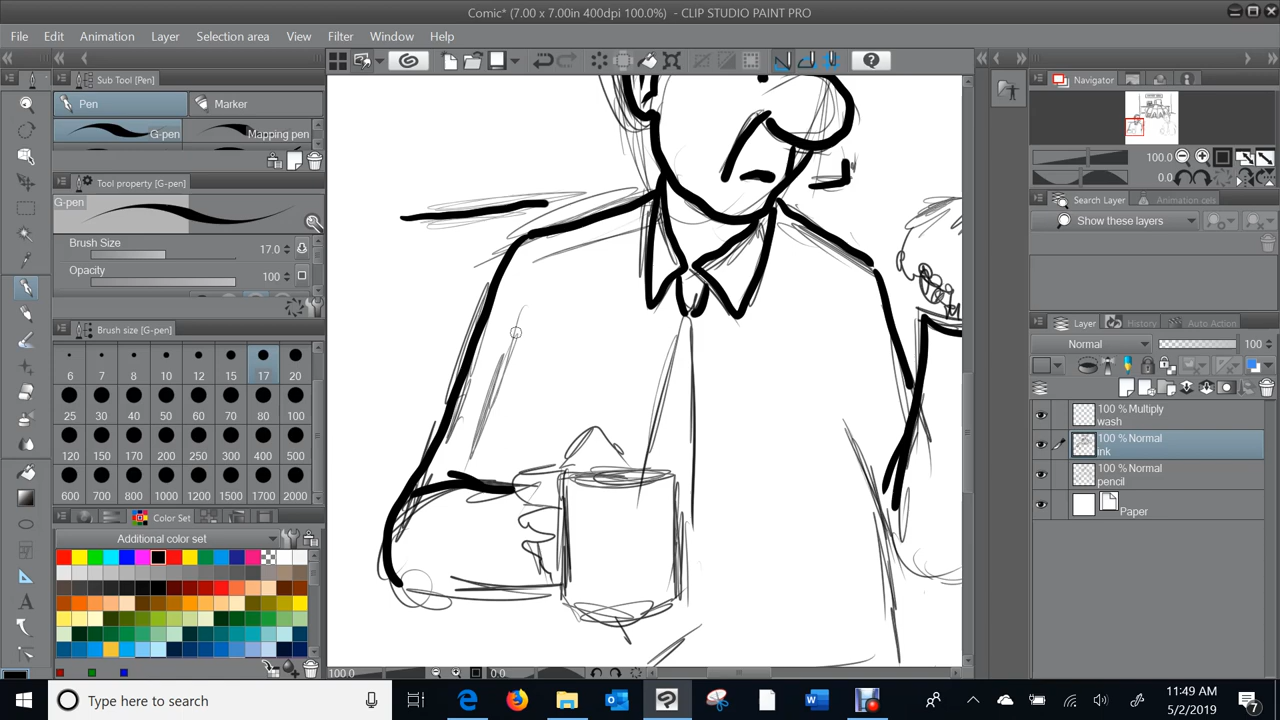 Comic* (7.00 x 7.00in 400dpi 100.0%) - CLIP STUDIO PAINT PRO
File Edit Animation Layer Selection area View Filter Window Help
Sub Tool [Pen]
Pen Marker
G-pen Mapping pen
Tool property [G-pen]
G-pen
Brush Size 17.0
Opacity 100
Brush size [G-pen]
6 7 8 10 12 15 17 20
25 30 40 50 60 70 80 100
120 150 170 200 250 300 400 500
600 700 800 1000 1200 1500 1700 2000
Color Set
Additional color set
100.0 0.0
Navigator
100.0
0.0
Search Layer Animation cels
Show these layers
Layer History Auto Action
Normal 100
100 % Multiply
wash
100 % Normal
ink
100 % Normal
pencil
Paper
Type here to search
11:49 AM
5/2/2019
7